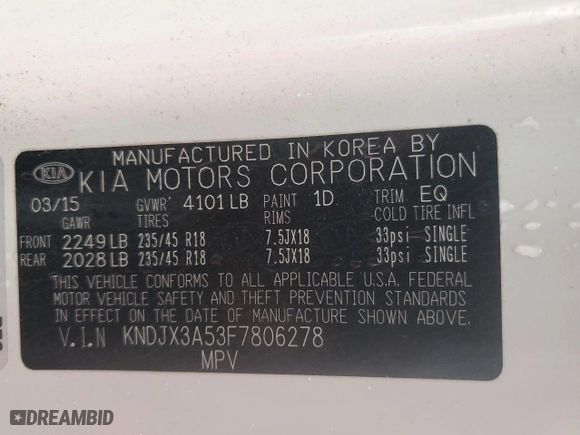 MANUFACTURED IN KOREA BY
KIA KIA MOTORS CORPORATION
03/15 GVWR 4101 LB PAINT 1D TRIM EQ
GAWR TIRES RIMS COLD TIRE INFL
FRONT 2249 LB 235/45 R18 7.5JX18 33psi SINGLE
REAR 2028 LB 235/45 R18 7.5JX18 33psi SINGLE
THIS VEHICLE CONFORMS TO ALL APPLICABLE U.S.A. FEDERAL
MOTOR VEHICLE SAFETY AND THEFT PREVENTION STANDARDS
IN EFFECT ON THE DATE OF MANUFACTURE SHOWN ABOVE.
V.I.N KNDJX3A53F7806278
MPV
DREAMBID